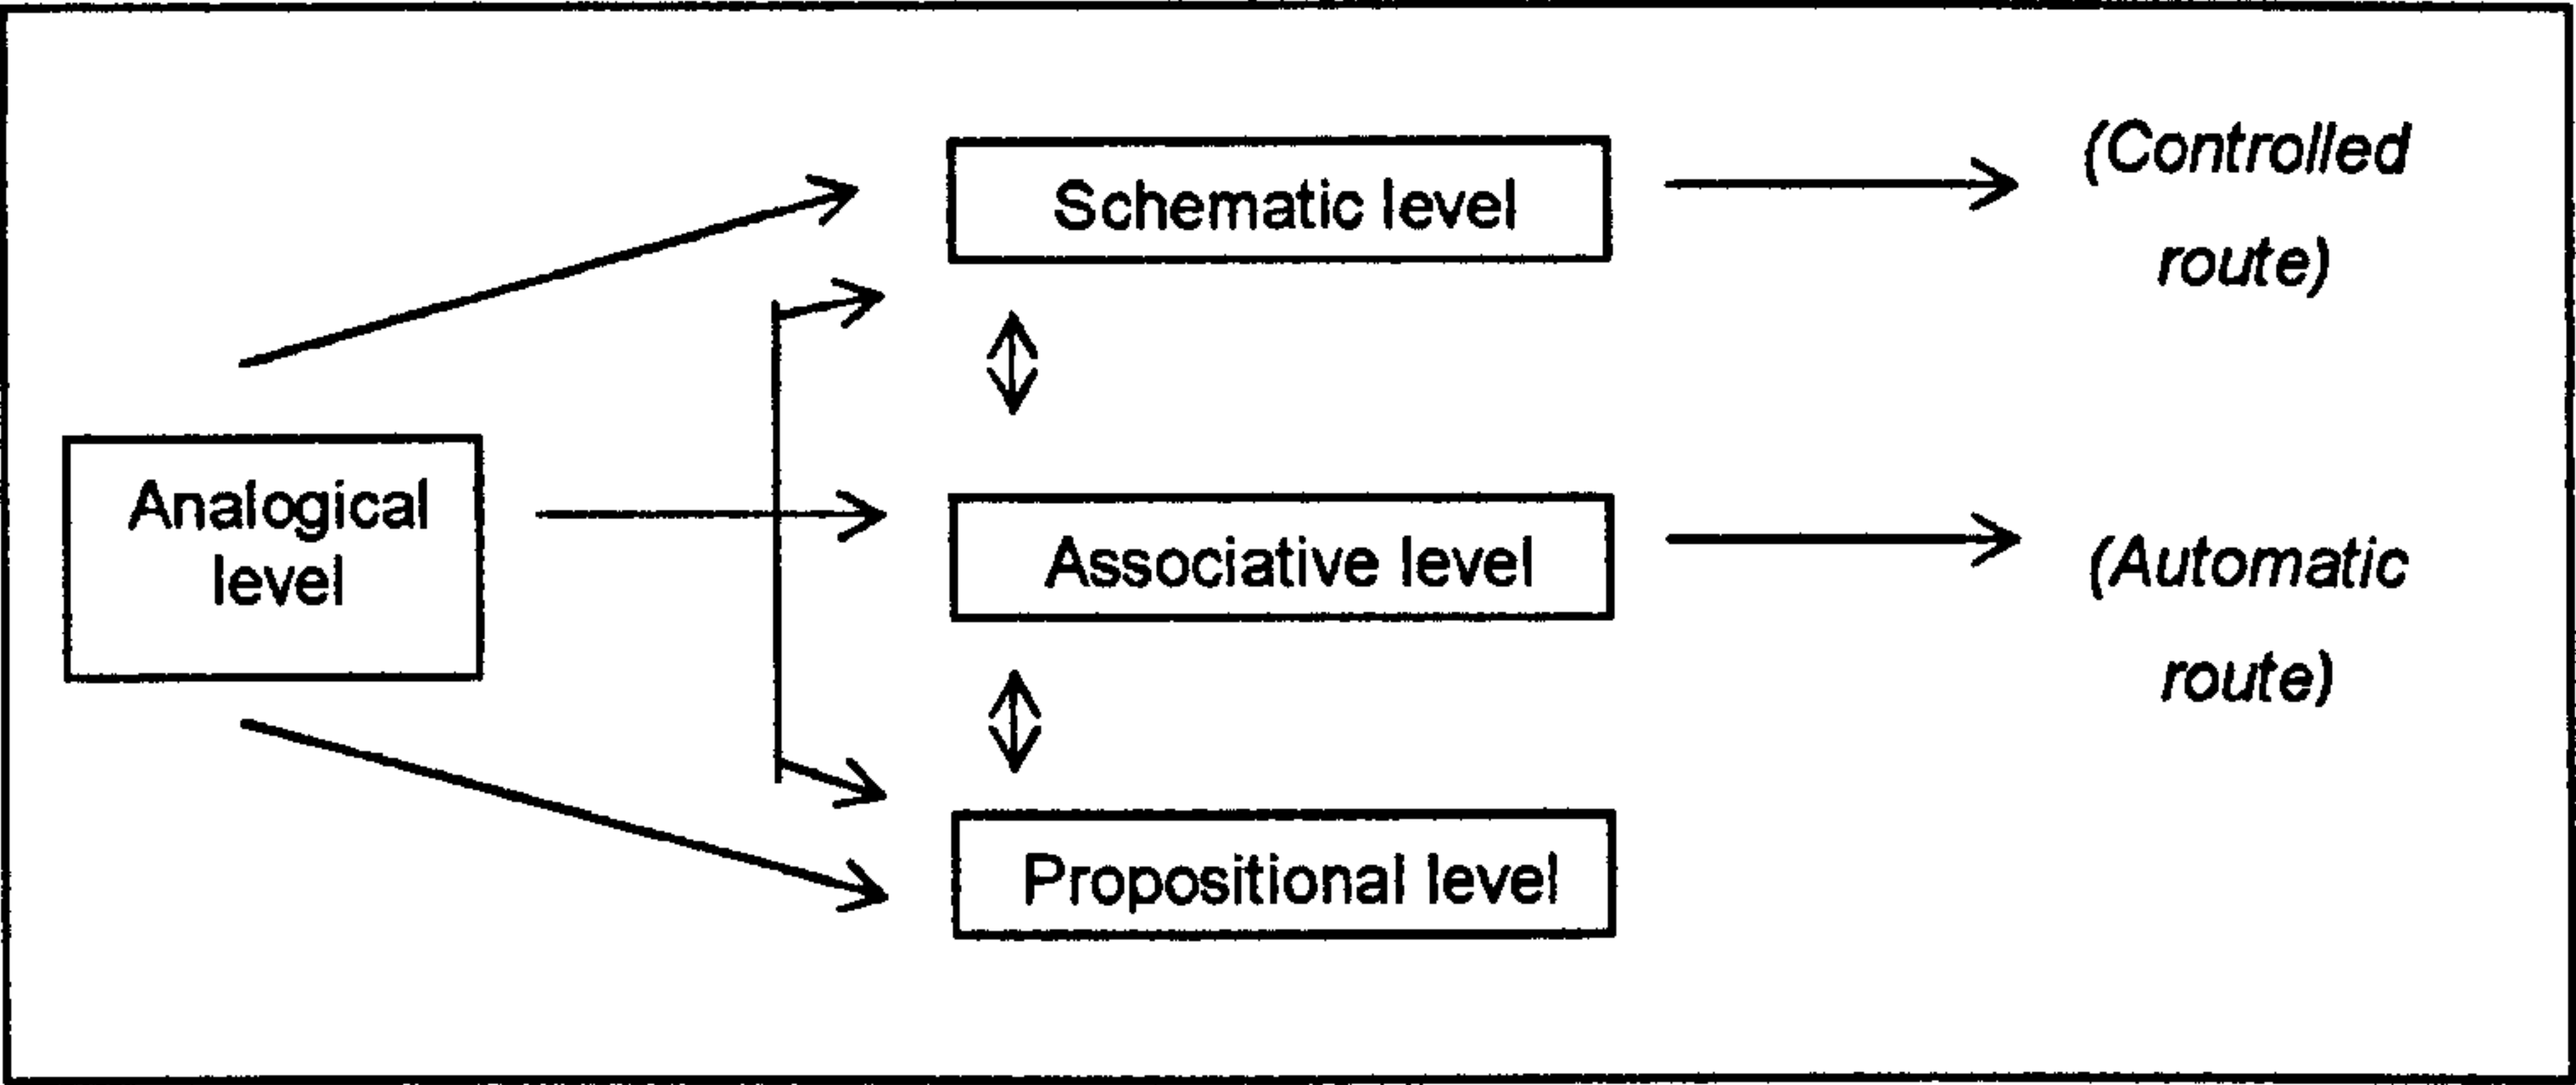 Schematic level
(Controlled
route)
Analogical
level
Associative level
(Automatic
route)
Propositional level